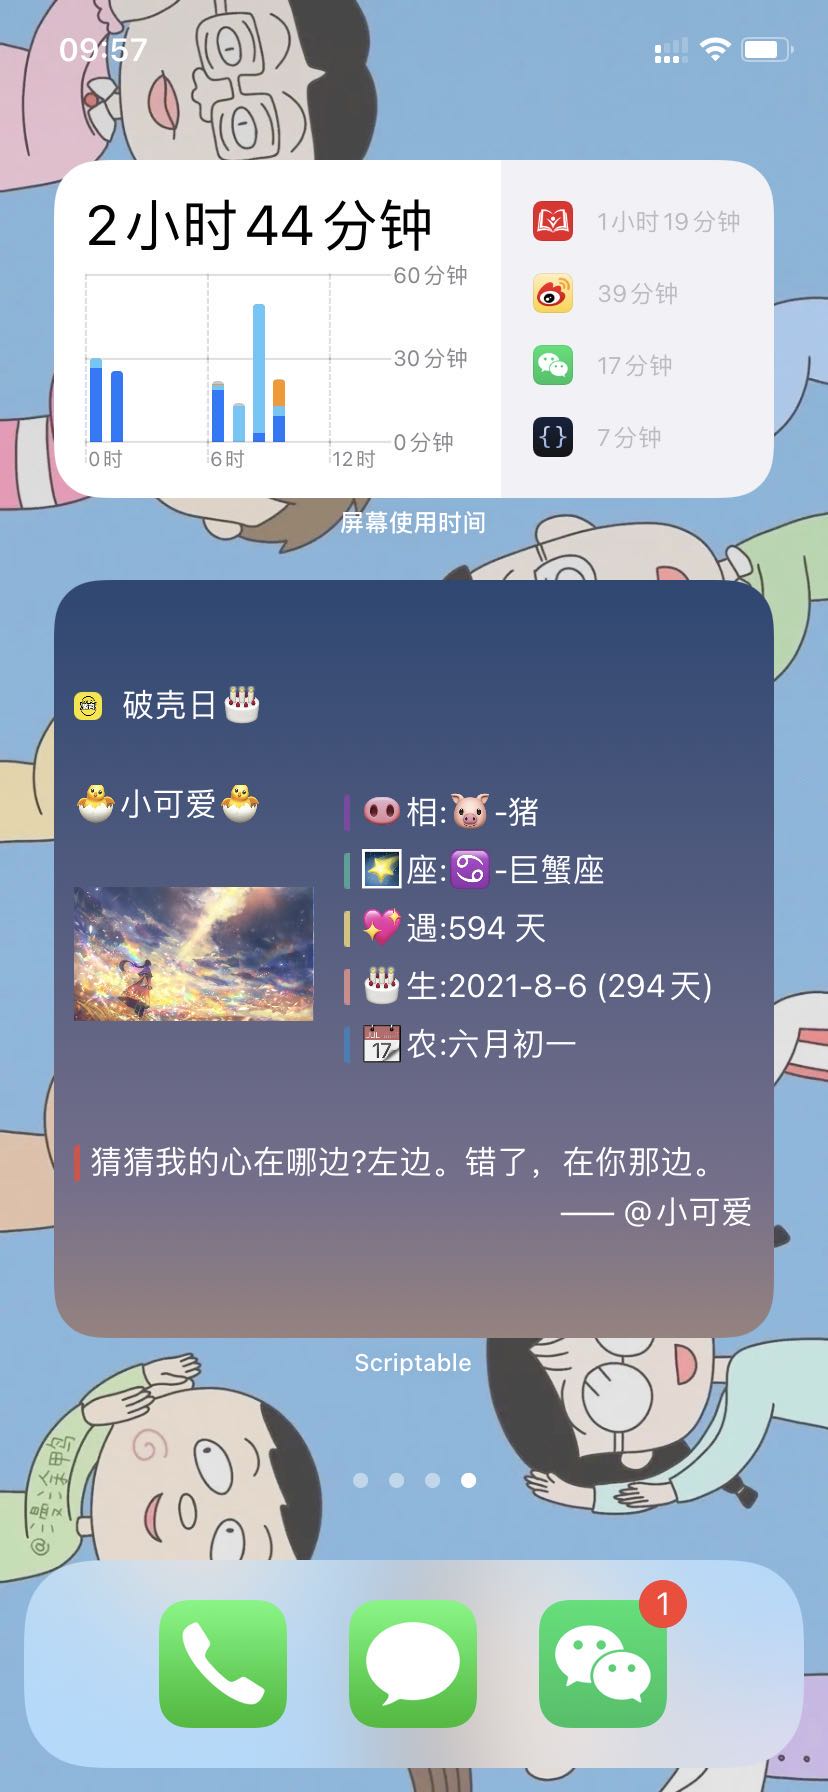 09:57
2小时44分钟
60分钟
30分钟
0分钟
0时
6时
12时
1小时19分钟
39分钟
17分钟
{} 7分钟
屏幕使用时间
破壳日🎂
🐣小可爱🐣
🐽相:🐷-猪
🌠座:♋-巨蟹座
💖遇:594 天
🎂生:2021-8-6 (294天)
📆农:六月初一
猜猜我的心在哪边?左边。错了，在你那边。
—— @小可爱
Scriptable
@漫漫渔鸭
1